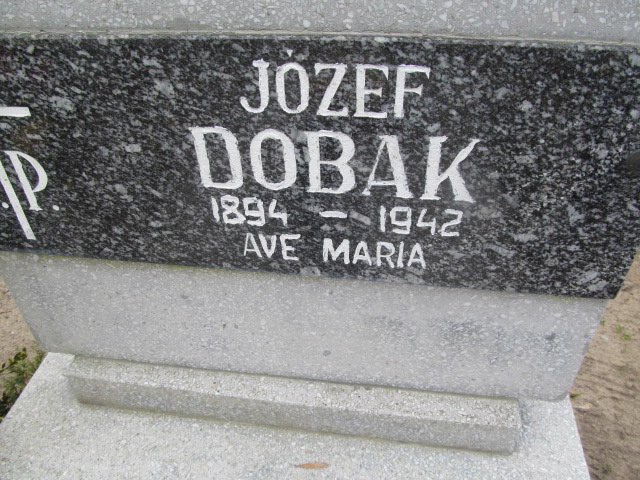 JÓZEF
DOBAK
1894 – 1942
AVE MARIA
.P.